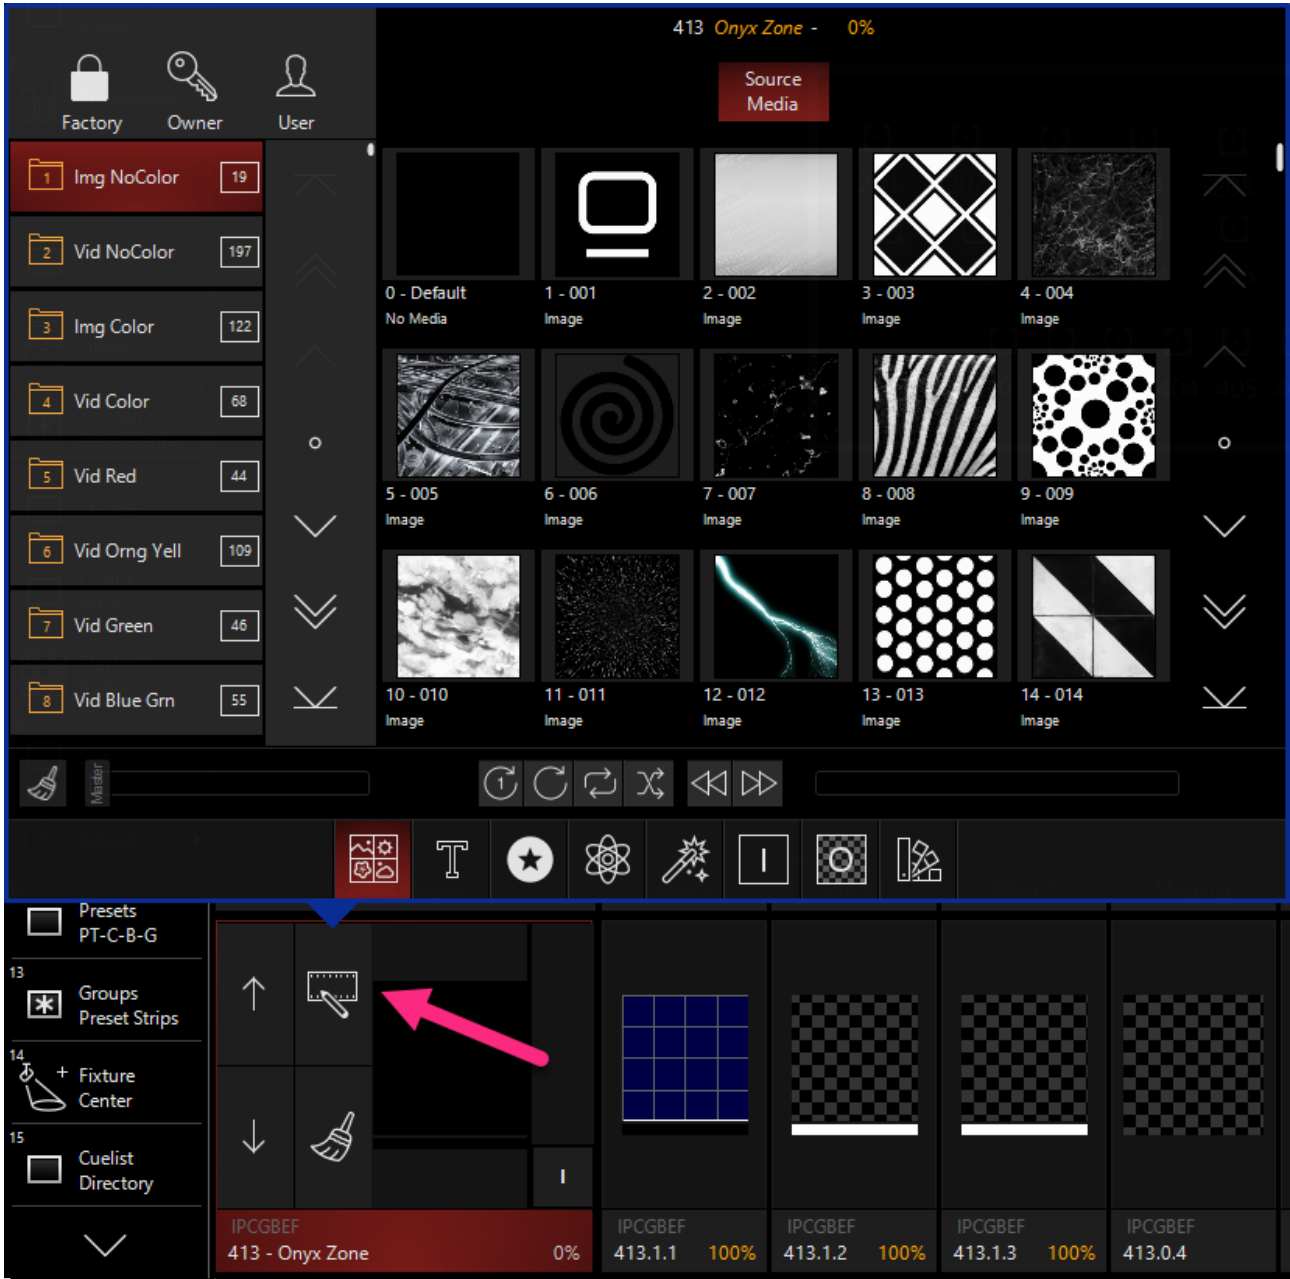 413 Onyx Zone - 0%
Source
Media
Factory Owner User
1 Img NoColor 19
2 Vid NoColor 197
3 Img Color 122
4 Vid Color 68
5 Vid Red 44
6 Vid Orng Yell 109
7 Vid Green 46
8 Vid Blue Grn 55
0 - Default
No Media
1 - 001
Image
2 - 002
Image
3 - 003
Image
4 - 004
Image
5 - 005
Image
6 - 006
Image
7 - 007
Image
8 - 008
Image
9 - 009
Image
10 - 010
Image
11 - 011
Image
12 - 012
Image
13 - 013
Image
14 - 014
Image
Master
1
T
I
O
Presets
PT-C-B-G
13
Groups
Preset Strips
14
Fixture
Center
15
Cuelist
Directory
I
IPCGBEF
413 - Onyx Zone 0%
IPCGBEF
413.1.1 100%
IPCGBEF
413.1.2 100%
IPCGBEF
413.1.3 100%
IPCGBEF
413.0.4